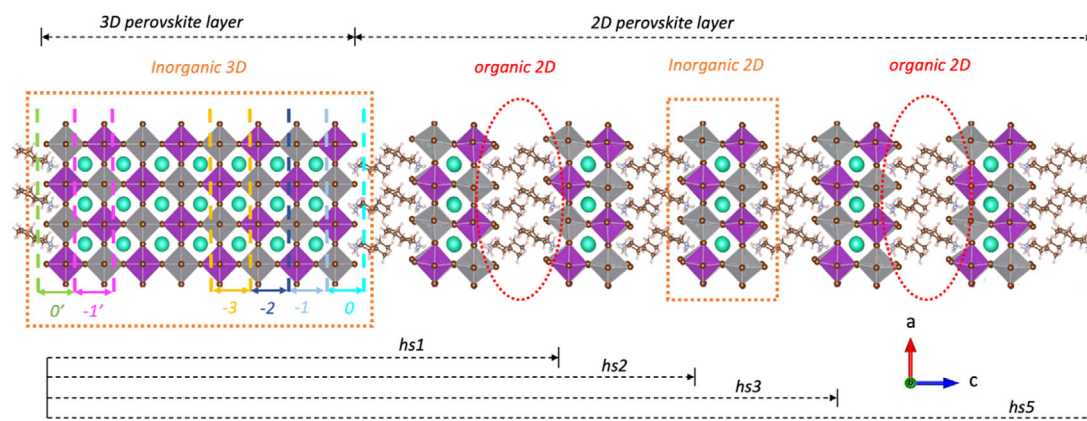 3D perovskite layer
2D perovskite layer
Inorganic 3D
organic 2D
Inorganic 2D
organic 2D
0’
-1’
-3
-2
-1
0
hs1
hs2
hs3
hs5
a
c